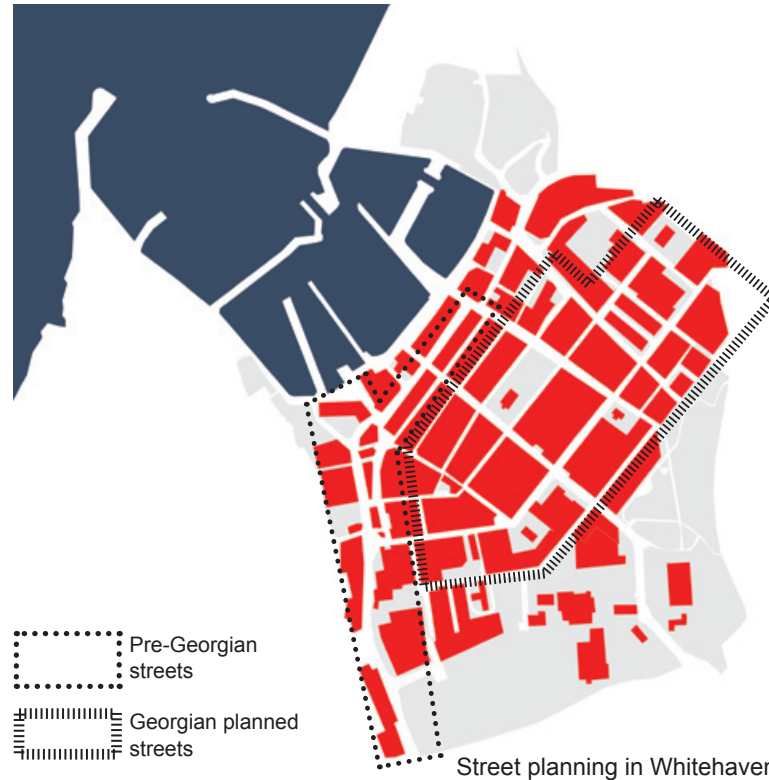 Pre-Georgian
streets
Georgian planned
streets
Street planning in Whitehaven